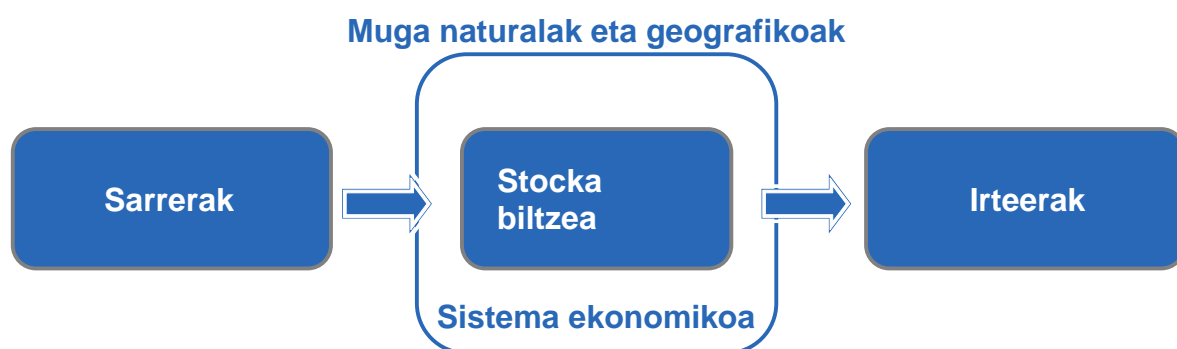 Muga naturalak eta geografikoak
Sarrerak
Stocka
biltzea
Irteerak
Sistema ekonomikoa